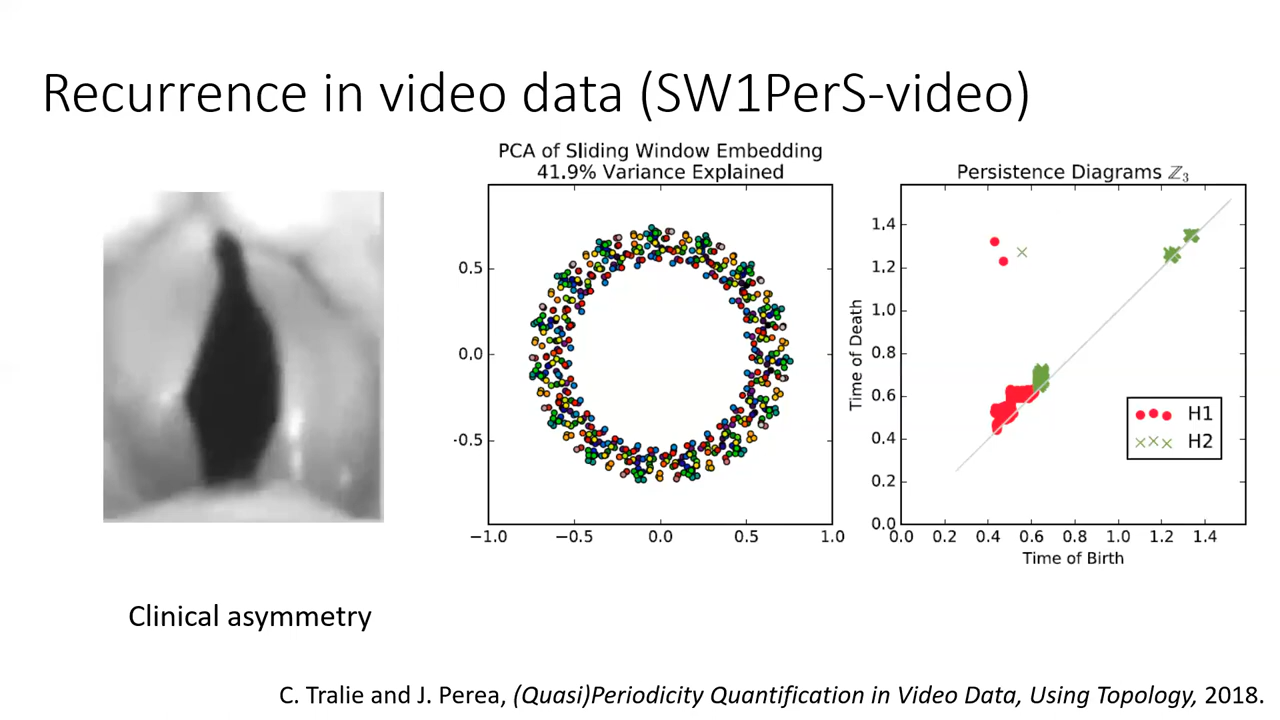 Recurrence in video data (SW1PerS-video)
PCA of Sliding Window Embedding
41.9% Variance Explained
0.5
0.0
-0.5
−1.0 −0.5 0.0 0.5 1.0
Persistence Diagrams ℤ₃
Time of Death
1.4
1.2
1.0
0.8
0.6
0.4
0.2
0.0
0.0 0.2 0.4 0.6 0.8 1.0 1.2 1.4
Time of Birth
H1
H2
Clinical asymmetry
C. Tralie and J. Perea, (Quasi)Periodicity Quantification in Video Data, Using Topology, 2018.